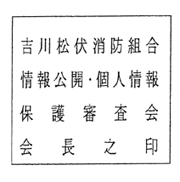 吉川松伏消防組合
情報公開・個人情報
保護審査会
会長之印